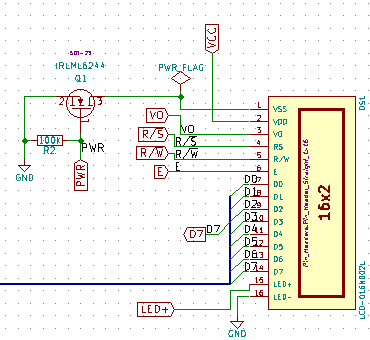 SOT-23
IRLML6244
Q1
2
3
1
100k
R2
GND
PWR
PWR
PWR_FLAG
VCC
VO
VO
R/S
R/S
R/W
R/W
E
E
D0
D1
D2
D3
D4
D5
D6
D7
D7
D7
LED+
GND
1 VSS
2 VDD
3 VO
4 RS
5 R/W
6 E
7 D0
8 D1
9 D2
10 D3
11 D4
12 D5
13 D6
14 D7
15 LED+
16 LED-
Pin_Headers:Pin_Header_Straight_1x16
16x2
DS1
LCD-016N002L